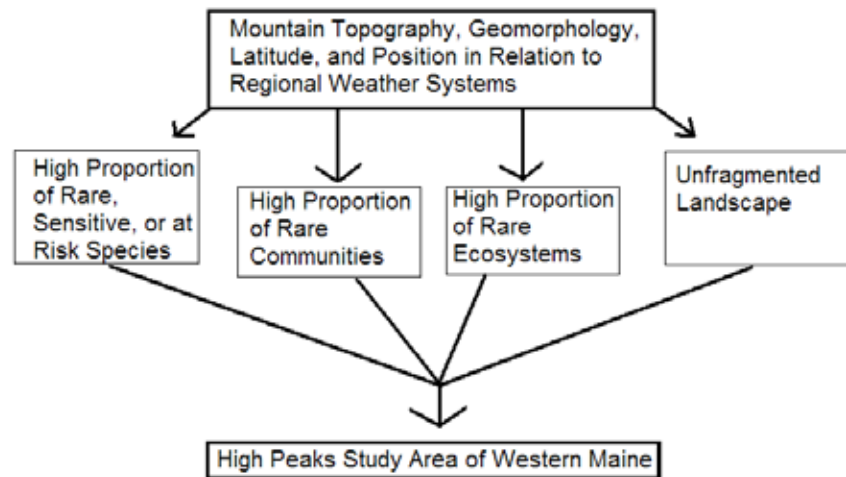 Mountain Topography, Geomorphology,
Latitude, and Position in Relation to
Regional Weather Systems
High Proportion
of Rare,
Sensitive, or at
Risk Species
High Proportion
of Rare
Communities
High Proportion
of Rare
Ecosystems
Unfragmented
Landscape
High Peaks Study Area of Western Maine